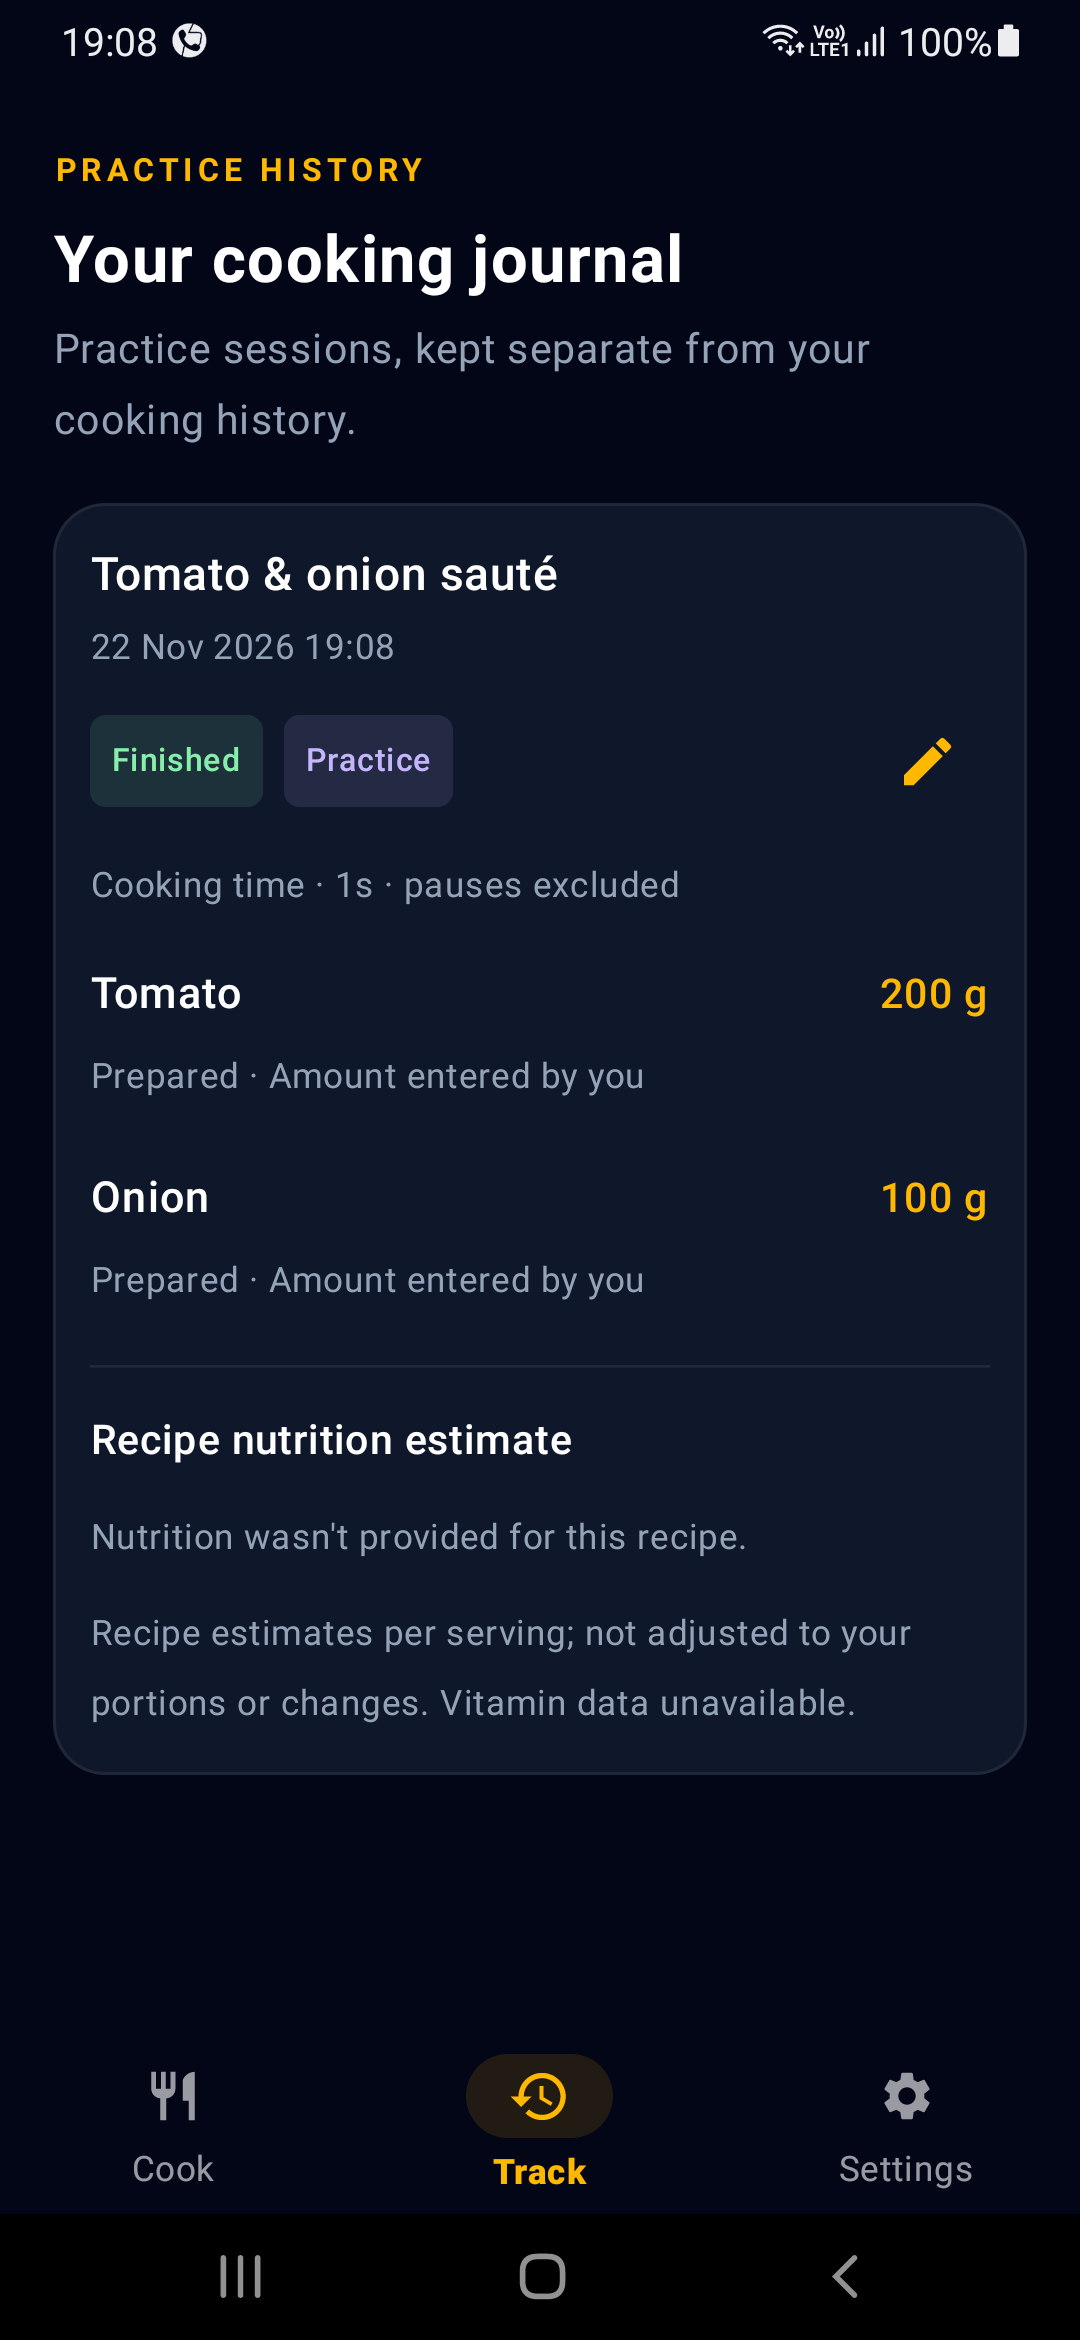 19:08
Vo))
LTE1
100%
PRACTICE HISTORY
Your cooking journal
Practice sessions, kept separate from your
cooking history.
Tomato & onion sauté
22 Nov 2026 19:08
Finished
Practice
Cooking time · 1s · pauses excluded
Tomato
200 g
Prepared · Amount entered by you
Onion
100 g
Prepared · Amount entered by you
Recipe nutrition estimate
Nutrition wasn't provided for this recipe.
Recipe estimates per serving; not adjusted to your
portions or changes. Vitamin data unavailable.
Cook
Track
Settings